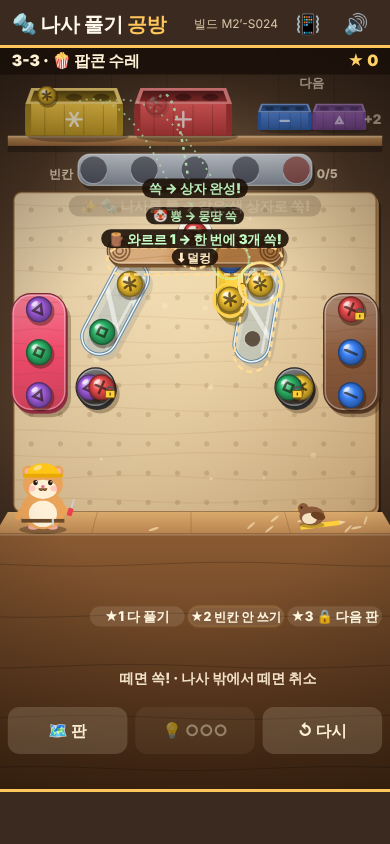 나사 풀기 공방
빌드 M2′-S024
3-3 · 🍿 팝콘 수레
★ 0
다음
+2
빈칸
0/5
쏙 → 상자 완성!
뿅 → 몽땅 쏙
와르르 1 → 한 번에 3개 쏙!
⬇덜컹
★1 다 풀기
★2 빈칸 안 쓰기
★3 🔒 다음 판
떼면 쏙! · 나사 밖에서 떼면 취소
🗺️ 판
💡 ○○○
↺ 다시